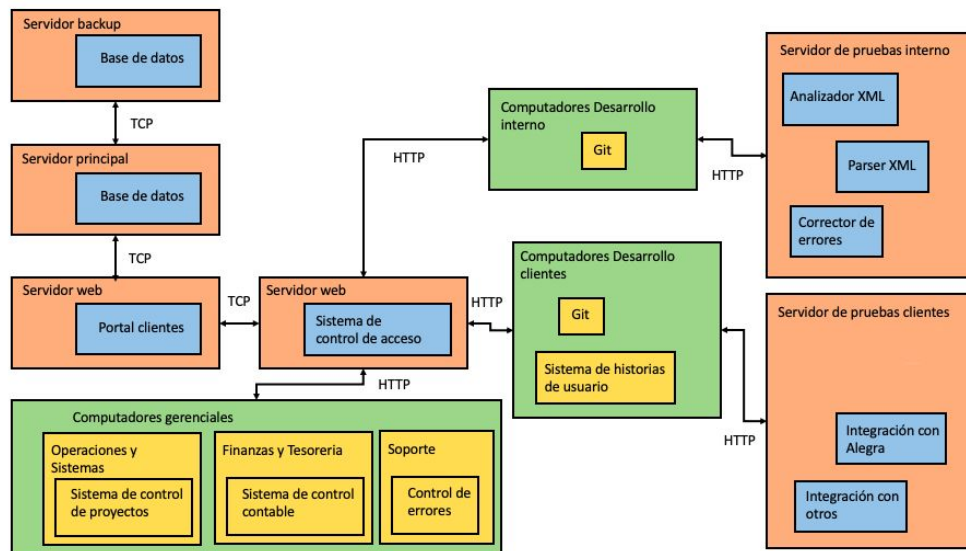 Servidor backup
Base de datos
TCP
Servidor principal
Base de datos
TCP
Servidor web
Portal clientes
TCP
Servidor web
Sistema de
control de acceso
HTTP
HTTP
HTTP
Computadores Desarrollo
interno
Git
HTTP
Computadores Desarrollo
clientes
Git
Sistema de historias
de usuario
HTTP
Servidor de pruebas interno
Analizador XML
Parser XML
Corrector de
errores
Servidor de pruebas clientes
Integración con
Alegra
Integración con
otros
Computadores gerenciales
Operaciones y
Sistemas
Sistema de control
de proyectos
Finanzas y Tesoreria
Sistema de control
contable
Soporte
Control de
errores